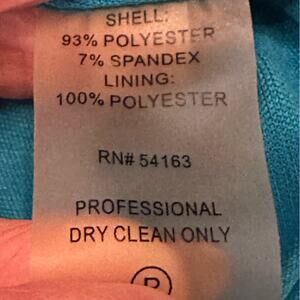 SHELL:
93% POLYESTER
7% SPANDEX
LINING:
100% POLYESTER
RN# 54163
PROFESSIONAL
DRY CLEAN ONLY
P